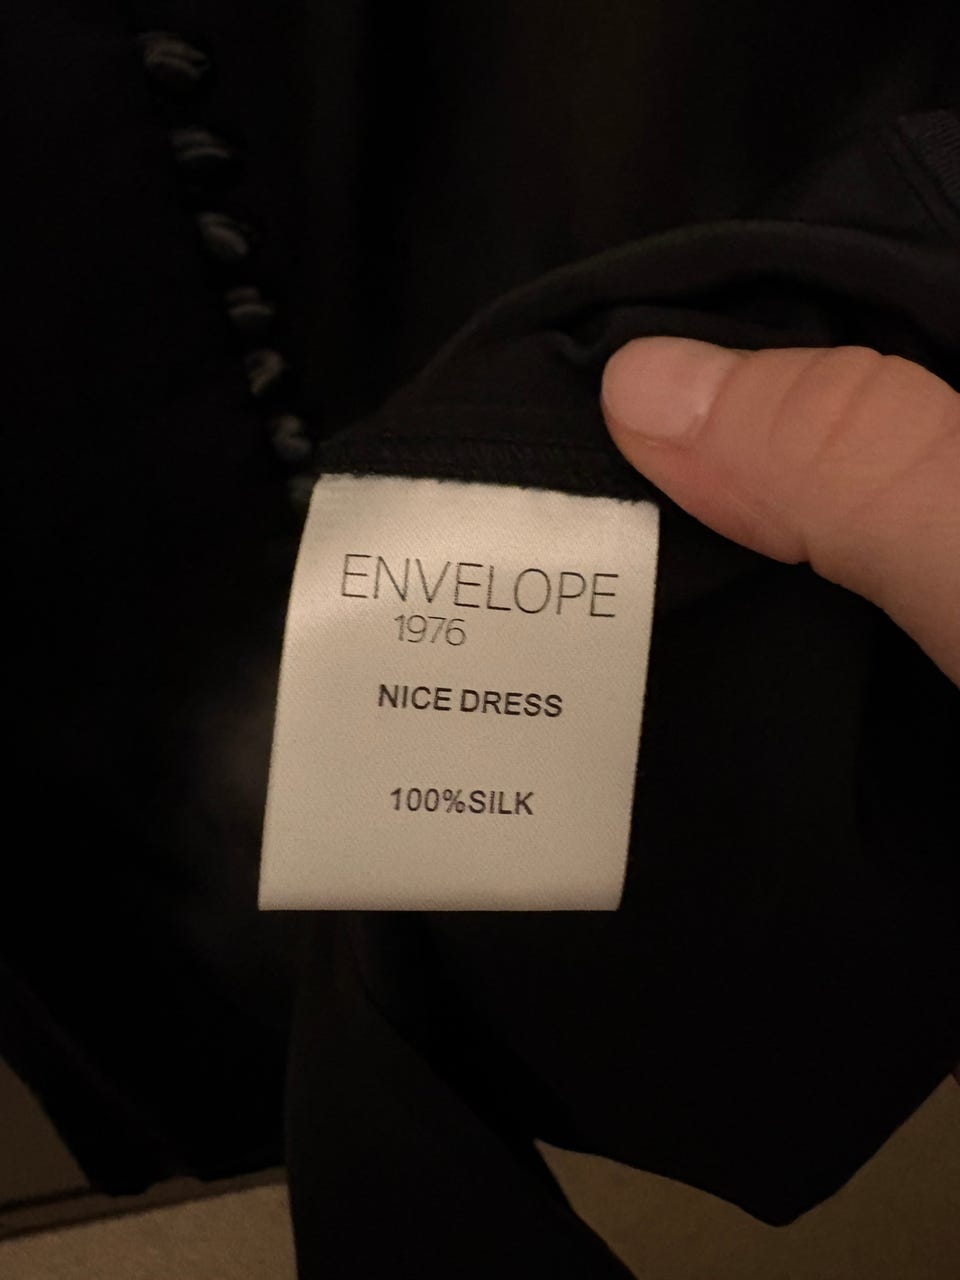 ENVELOPE
1976
NICE DRESS
100%SILK